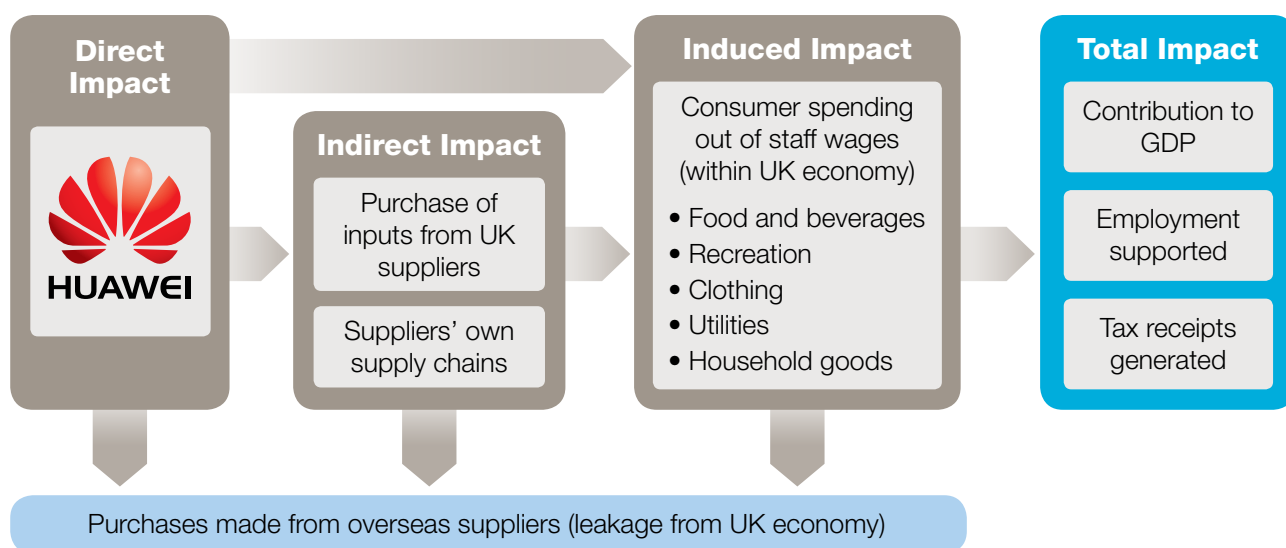 Direct
Impact
HUAWEI
Indirect Impact
Purchase of
inputs from UK
suppliers
Suppliers’ own
supply chains
Induced Impact
Consumer spending
out of staff wages
(within UK economy)
• Food and beverages
• Recreation
• Clothing
• Utilities
• Household goods
Total Impact
Contribution to
GDP
Employment
supported
Tax receipts
generated
Purchases made from overseas suppliers (leakage from UK economy)